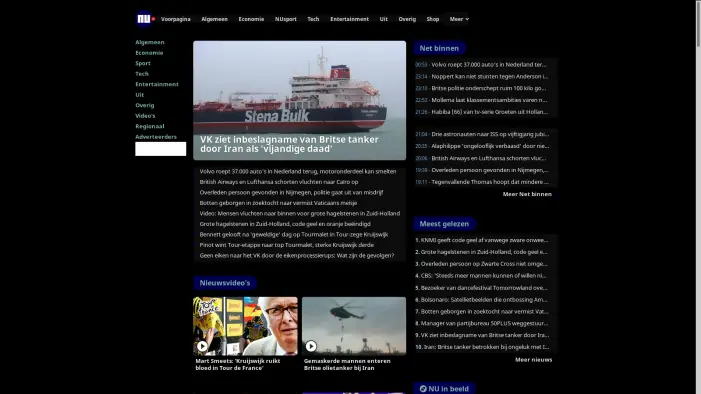 NU
Voorpagina Algemeen Economie NUsport Tech Entertainment Uit Overig Shop Meer
Algemeen
Economie
Sport
Tech
Entertainment
Uit
Overig
Video's
Regionaal
Adverteerders
Stena Bulk
VK ziet inbeslagname van Britse tanker
door Iran als 'vijandige daad'
Volvo roept 37.000 auto's in Nederland terug, motoronderdeel kan smelten
British Airways en Lufthansa schorten vluchten naar Caïro op
Overleden persoon gevonden in Nijmegen, politie gaat uit van misdrijf
Botten geborgen in zoektocht naar vermist Vaticaans meisje
Video: Mensen vluchten naar binnen voor grote hagelstenen in Zuid-Holland
Grote hagelstenen in Zuid-Holland, code geel en oranje beëindigd
Bennett gelooft na 'geweldige' dag op Tourmalet in Tour-zege Kruijswijk
Pinot wint Tour-etappe naar top Tourmalet, sterke Kruijswijk derde
Geen eiken naar het VK door de eikenprocessierups: Wat zijn de gevolgen?
Nieuwsvideo's
Mart Smeets: 'Kruijswijk ruikt
bloed in Tour de France'
Gemaskerde mannen enteren
Britse olietanker bij Iran
Net binnen
00:53 - Volvo roept 37.000 auto's in Nederland ter...
23:14 - Noppert kan niet stunten tegen Anderson i...
23:10 - Britse politie onderschept ruim 100 kilo go...
22:53 - Mollema laat klassementsambities varen n...
21:26 - Habiba (66) van tv-serie Groeten uit Hollan...
21:04 - Drie astronauten naar ISS op vijftigjarig jubi...
20:35 - Alaphilippe 'ongelooflijk verbaasd' door nie...
20:06 - British Airways en Lufthansa schorten vluc...
19:39 - Overleden persoon gevonden in Nijmegen,...
19:11 - Tegenvallende Thomas hoopt dat mindere ...
Meer Net binnen
Meest gelezen
1. KNMI geeft code geel af vanwege zware onwee...
2. Grote hagelstenen in Zuid-Holland, code geel e...
3. Overleden persoon op Zwarte Cross niet omge...
4. CBS: 'Steeds meer mannen kunnen of willen ni...
5. Bezoeker van dancefestival Tomorrowland ove...
6. Bolsonaro: Satellietbeelden die ontbossing Am...
7. Botten geborgen in zoektocht naar vermist Vat...
8. Manager van partijbureau 50PLUS weggestuur...
9. VK ziet inbeslagname van Britse tanker door Ira...
10. Iran: Britse tanker betrokken bij ongeluk met I...
Meer nieuws
NU in beeld